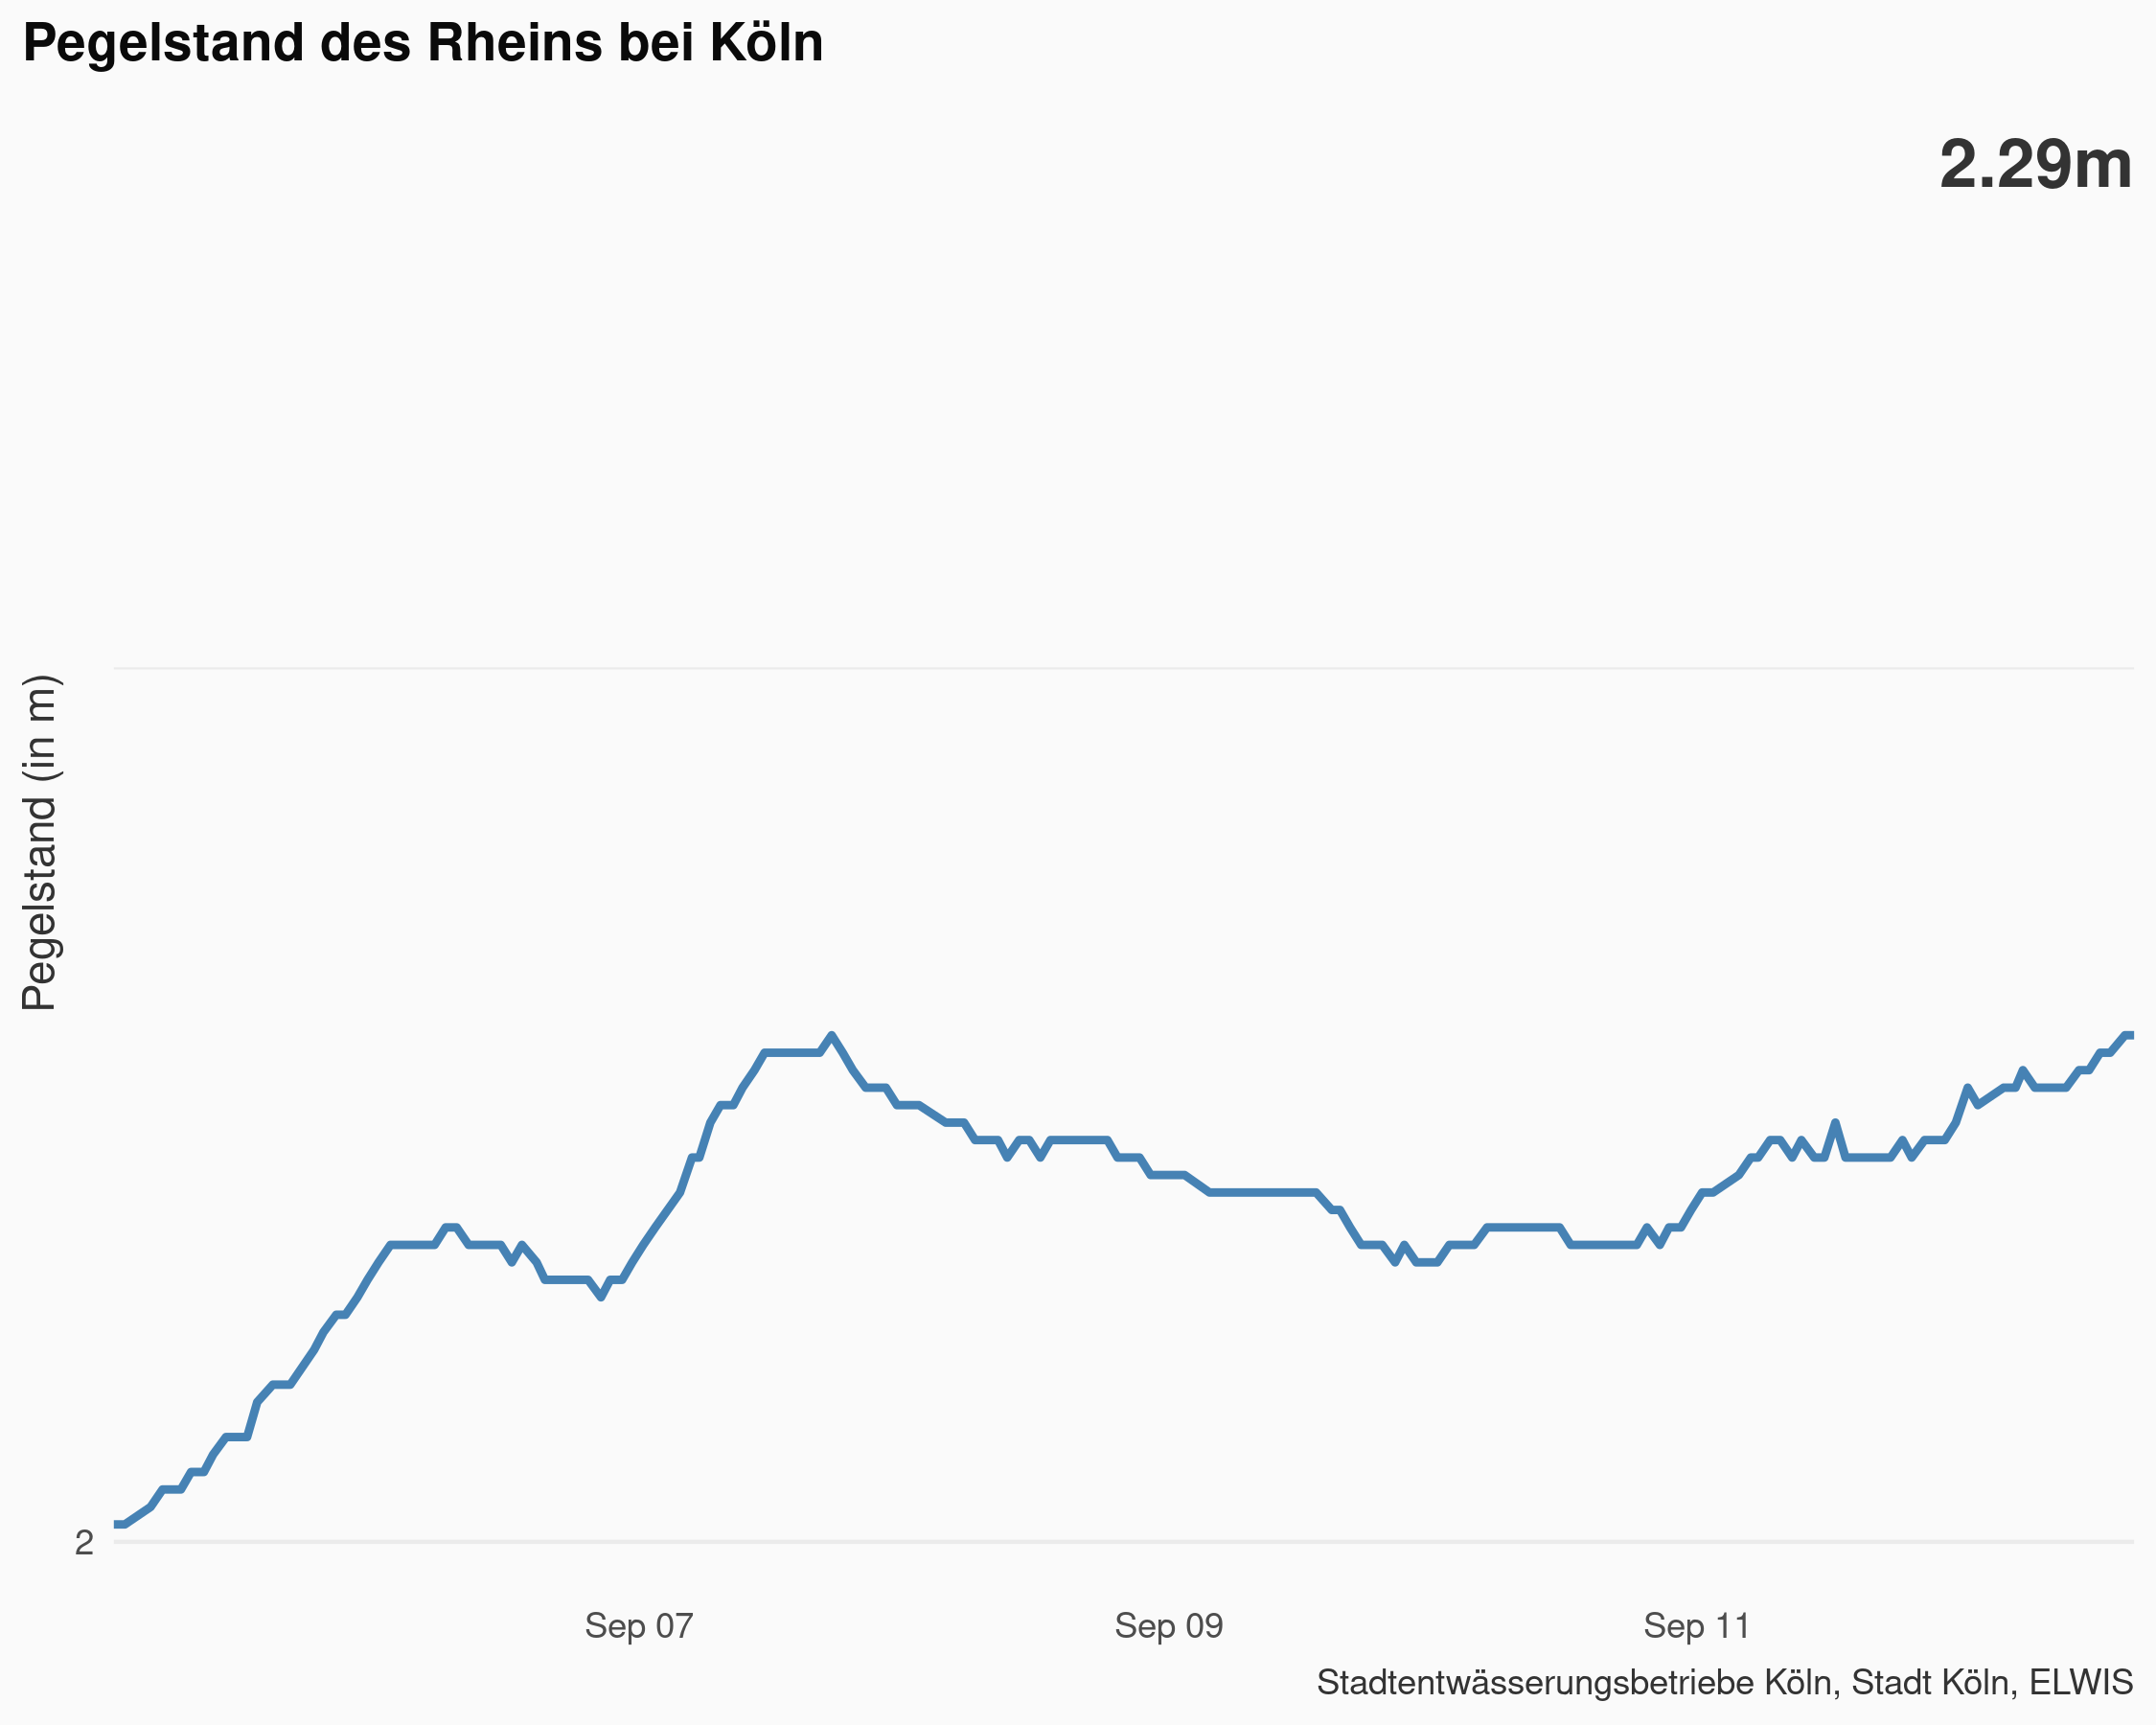 Pegelstand des Rheins bei Köln
2.29m
Pegelstand (in m)
2
Sep 07
Sep 09
Sep 11
Stadtentwässerungsbetriebe Köln, Stadt Köln, ELWIS